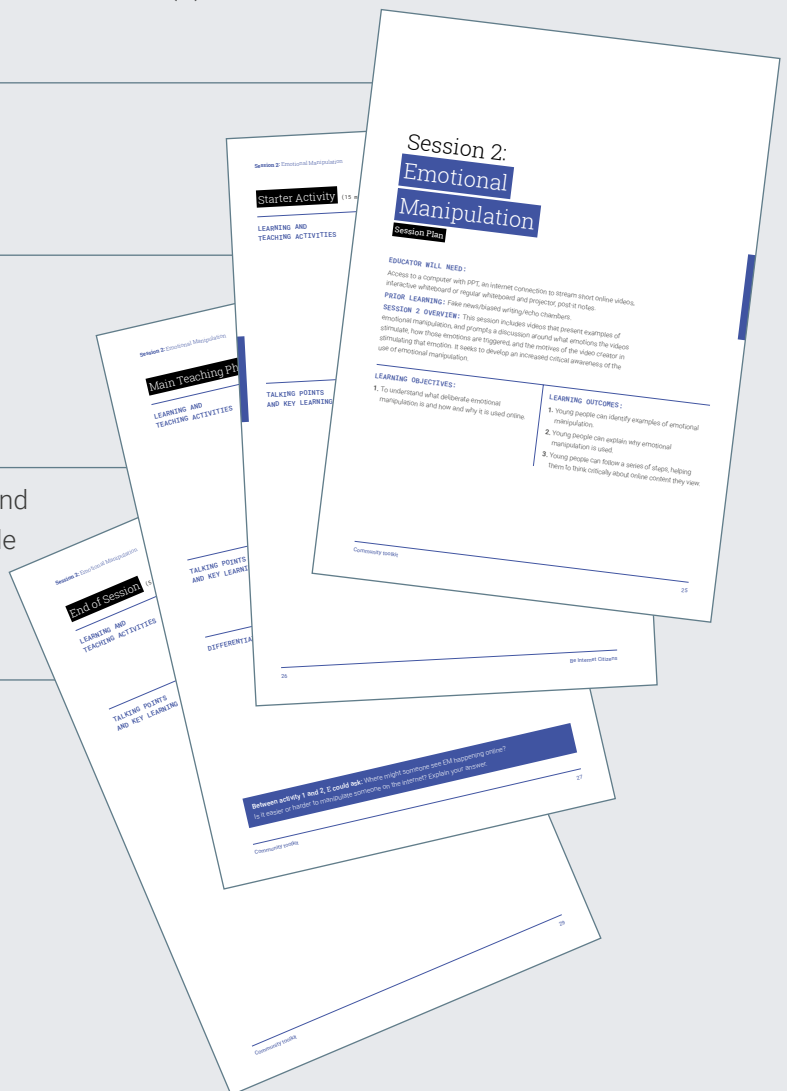 nd
le
Session 2:
Emotional
Manipulation
Session Plan
EDUCATOR WILL NEED:
Access to a computer with PPT, an internet connection to stream short online videos,
interactive whiteboard or regular whiteboard and projector, post-it notes.
PRIOR LEARNING: Fake news/biased writing/echo chambers.
SESSION 2 OVERVIEW: This session includes videos that present examples of
emotional manipulation, and prompts a discussion around what emotions the videos
stimulate, how those emotions are triggered, and the motives of the video creator in
stimulating that emotion. It seeks to develop an increased critical awareness of the
use of emotional manipulation.
LEARNING OBJECTIVES:
1. To understand what deliberate emotional
manipulation is and how and why it is used online.
LEARNING OUTCOMES:
1. Young people can identify examples of emotional
manipulation.
2. Young people can explain why emotional
manipulation is used.
3. Young people can follow a series of steps, helping
them to think critically about online content they view.
Community toolkit
25
Session 2: Emotional Manipulation
Starter Activity (15 m
LEARNING AND
TEACHING ACTIVITIES
TALKING POINTS
AND KEY LEARNING
26
Be Internet Citizens
Session 2: Emotional Manipulation
Main Teaching Ph
LEARNING AND
TEACHING ACTIVITIES
TALKING POINTS
AND KEY LEARNI
DIFFERENTIA
Between activity 1 and 2, E could ask: Where might someone see EM happening online?
Is it easier or harder to manipulate someone on the internet? Explain your answer.
27
Community toolkit
Session 2: Emotional Manipulation
End of Session (5
LEARNING AND
TEACHING ACTIVITIES
TALKING POINTS
AND KEY LEARNING
29
Community toolkit